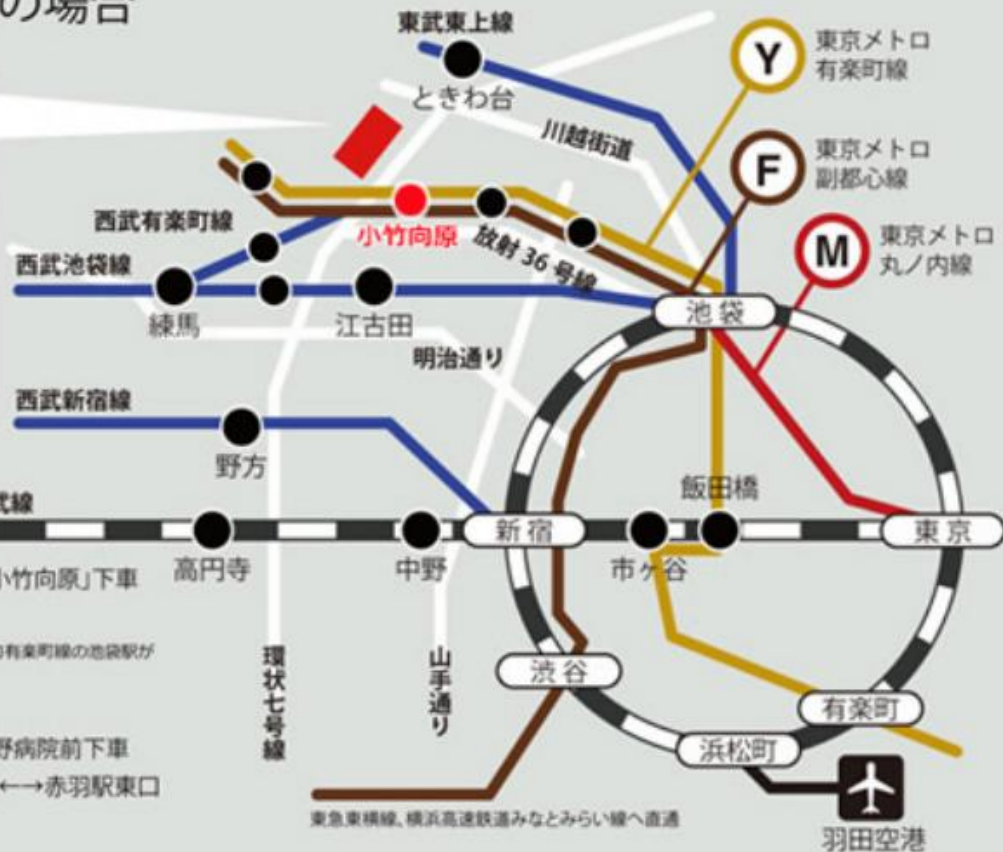 の場合
東武東上線
ときわ台
川越街道
Y
東京メトロ
有楽町線
F
東京メトロ
副都心線
M
東京メトロ
丸ノ内線
西武有楽町線
小竹向原
放射 36 号線
西武池袋線
練馬
江古田
池袋
明治通り
西武新宿線
野方
飯田橋
武線
新宿
東京
高円寺
中野
市ヶ谷
小竹向原」下車
有楽町線の池袋駅が
環状七号線
山手通り
渋谷
有楽町
浜松町
野病院前下車
←→赤羽駅東口
東急東横線、横浜高速鉄道みなとみらい線へ直通
羽田空港